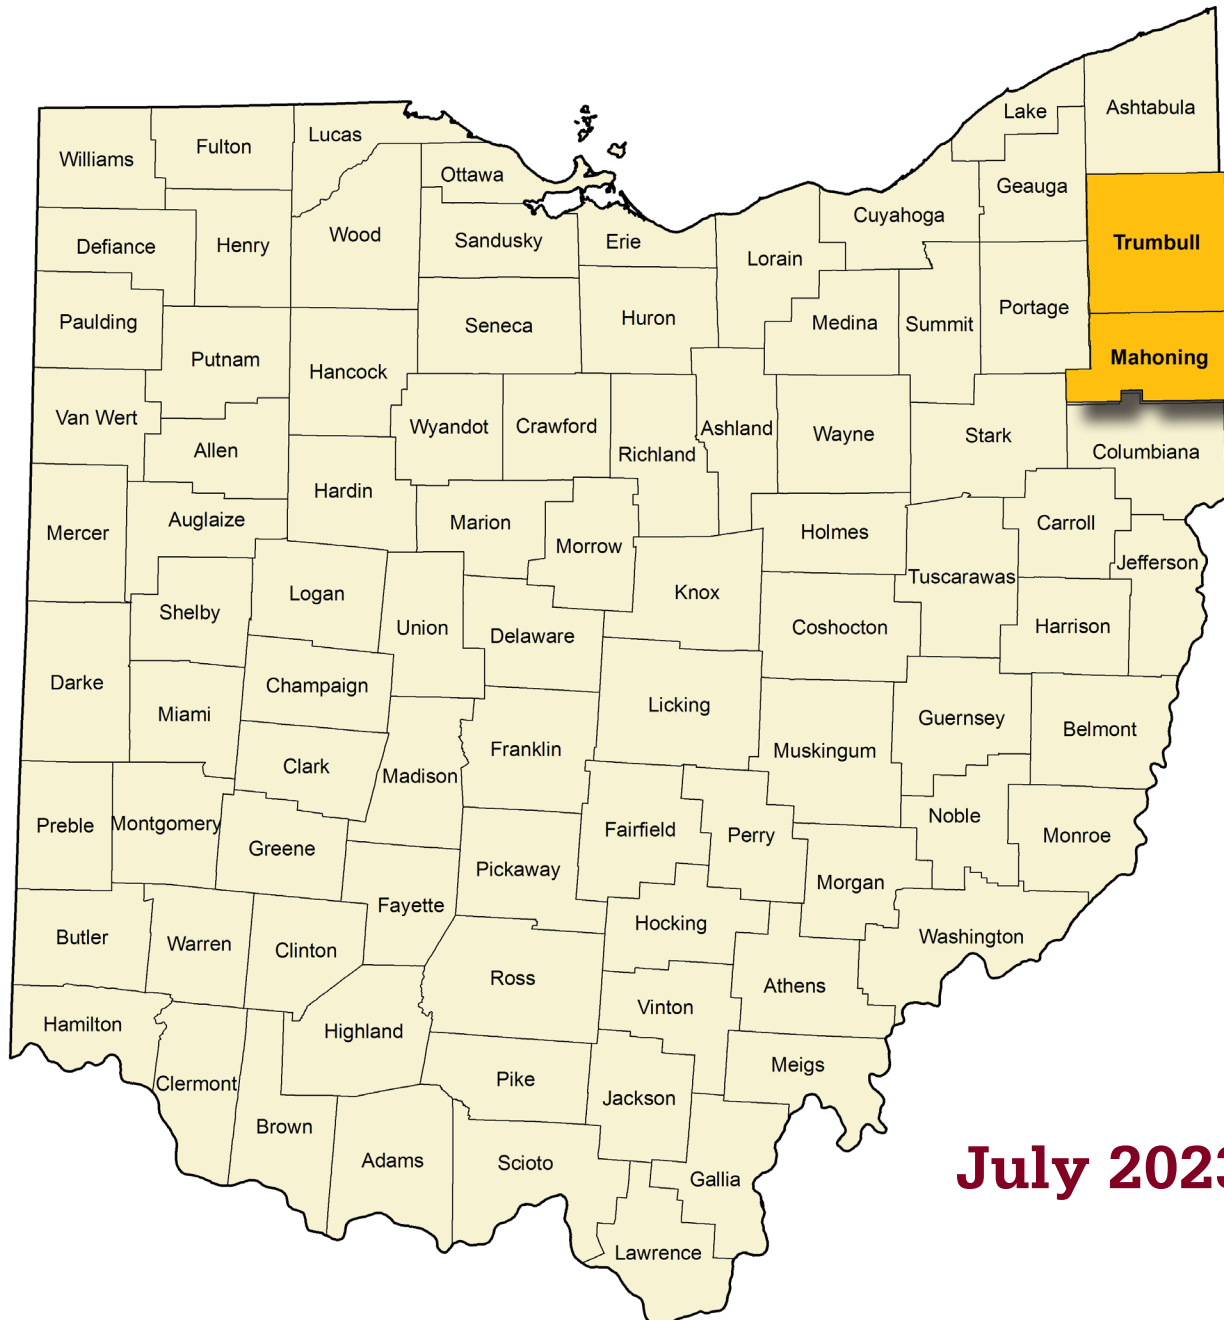 Lake
Ashtabula
Williams
Fulton
Lucas
Ottawa
Geauga
Cuyahoga
Defiance
Henry
Wood
Sandusky
Erie
Lorain
Trumbull
Paulding
Putnam
Hancock
Seneca
Huron
Medina
Summit
Portage
Mahoning
Van Wert
Allen
Wyandot
Crawford
Richland
Ashland
Wayne
Stark
Columbiana
Mercer
Auglaize
Hardin
Marion
Morrow
Holmes
Carroll
Jefferson
Shelby
Logan
Union
Delaware
Knox
Coshocton
Tuscarawas
Harrison
Darke
Miami
Champaign
Licking
Guernsey
Belmont
Clark
Madison
Franklin
Muskingum
Preble
Montgomery
Greene
Pickaway
Fairfield
Perry
Noble
Monroe
Fayette
Morgan
Butler
Warren
Clinton
Hocking
Washington
Ross
Athens
Hamilton
Highland
Vinton
Clermont
Pike
Jackson
Meigs
Brown
Adams
Scioto
Gallia
July 2023
Lawrence